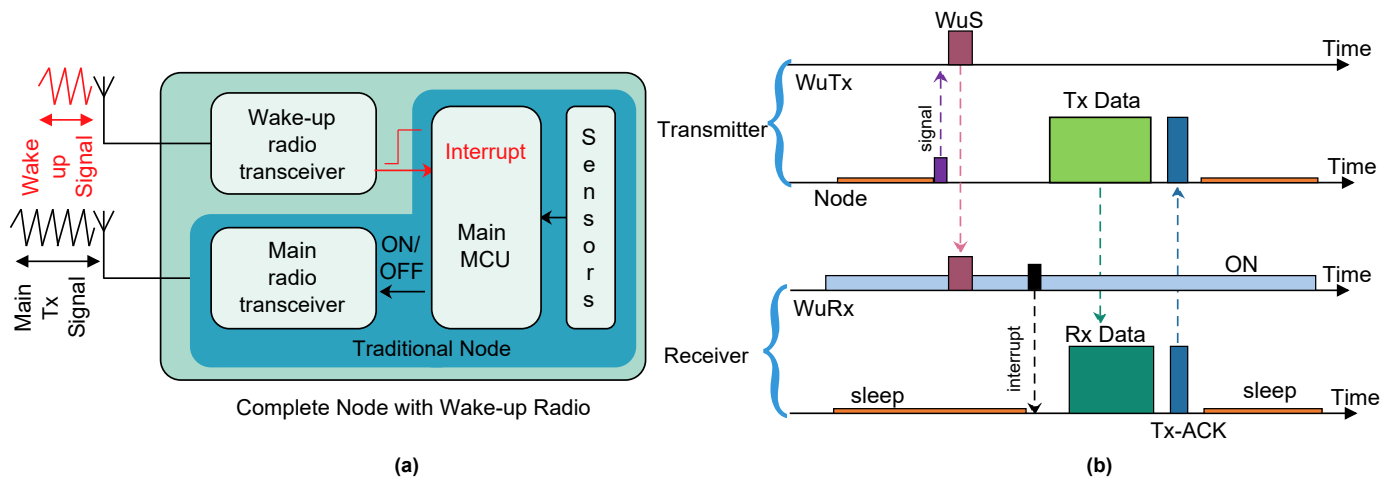 Wake
up
Signal
Main
Tx
Signal
Wake-up
radio
transceiver
Interrupt
Main
MCU
Sensors
Main
radio
transceiver
ON/
OFF
Traditional Node
Complete Node with Wake-up Radio
(a)
WuS
Time
WuTx
Transmitter
signal
Tx Data
Time
Node
ON
Time
WuRx
Receiver
interrupt
Rx Data
sleep
sleep
Time
Tx-ACK
(b)